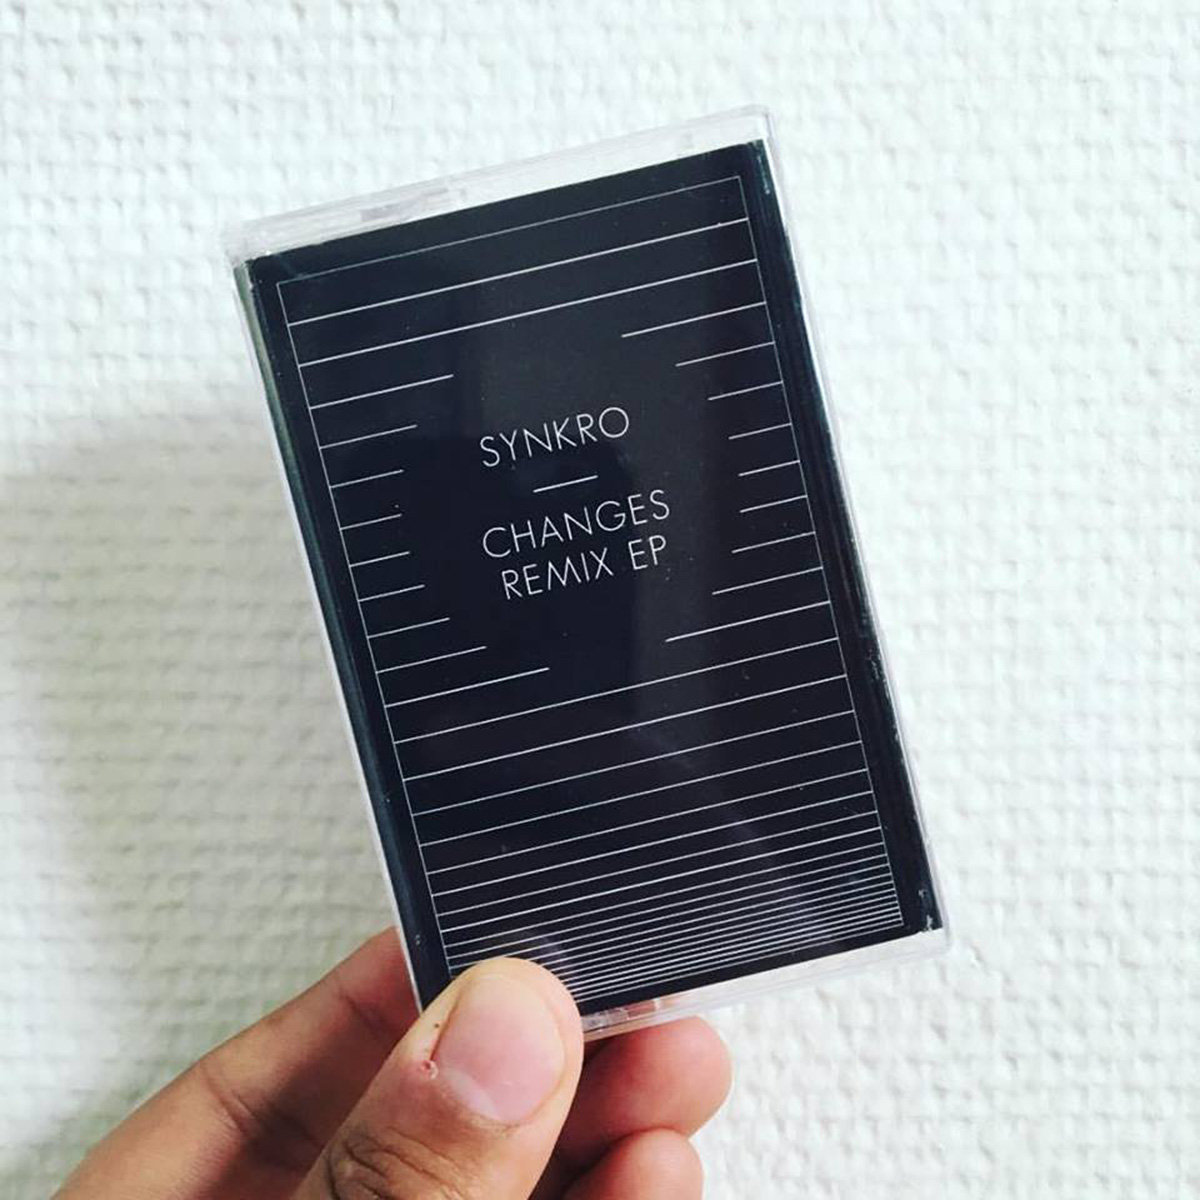 SYNKRO
CHANGES
REMIX EP